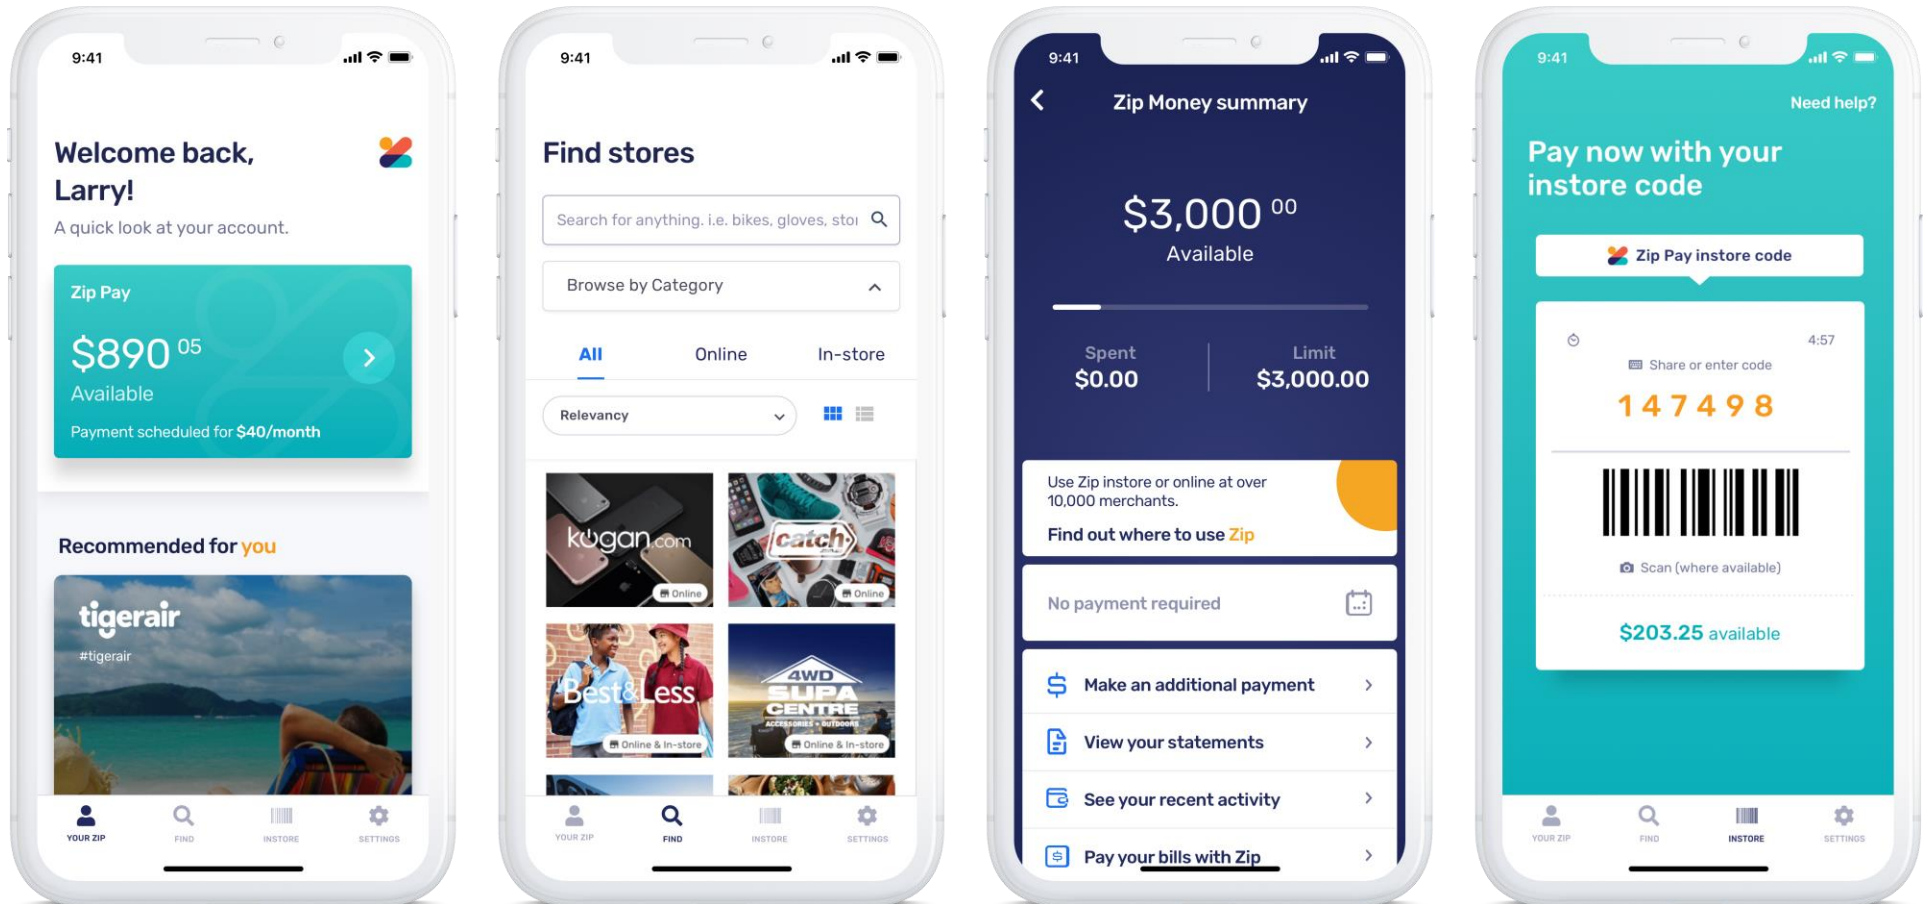 9:41
Welcome back,
Larry!
A quick look at your account.
Zip Pay
$890 05
Available
Payment scheduled for $40/month
Recommended for you
tigerair
#tigerair
YOUR ZIP
FIND
INSTORE
SETTINGS
9:41
Find stores
Search for anything. i.e. bikes, gloves, stor
Browse by Category
All
Online
In-store
Relevancy
kogan.com
Online
catch
Online
Best&Less
Online & In-store
4WD
SUPA
CENTRE
ACCESSORIES • OUTDOORS
Online & In-store
YOUR ZIP
FIND
INSTORE
SETTINGS
9:41
Zip Money summary
$3,000 00
Available
Spent
$0.00
Limit
$3,000.00
Use Zip instore or online at over
10,000 merchants.
Find out where to use Zip
No payment required
Make an additional payment
View your statements
See your recent activity
Pay your bills with Zip
9:41
Need help?
Pay now with your
instore code
Zip Pay instore code
4:57
Share or enter code
147498
Scan (where available)
$203.25 available
YOUR ZIP
FIND
INSTORE
SETTINGS